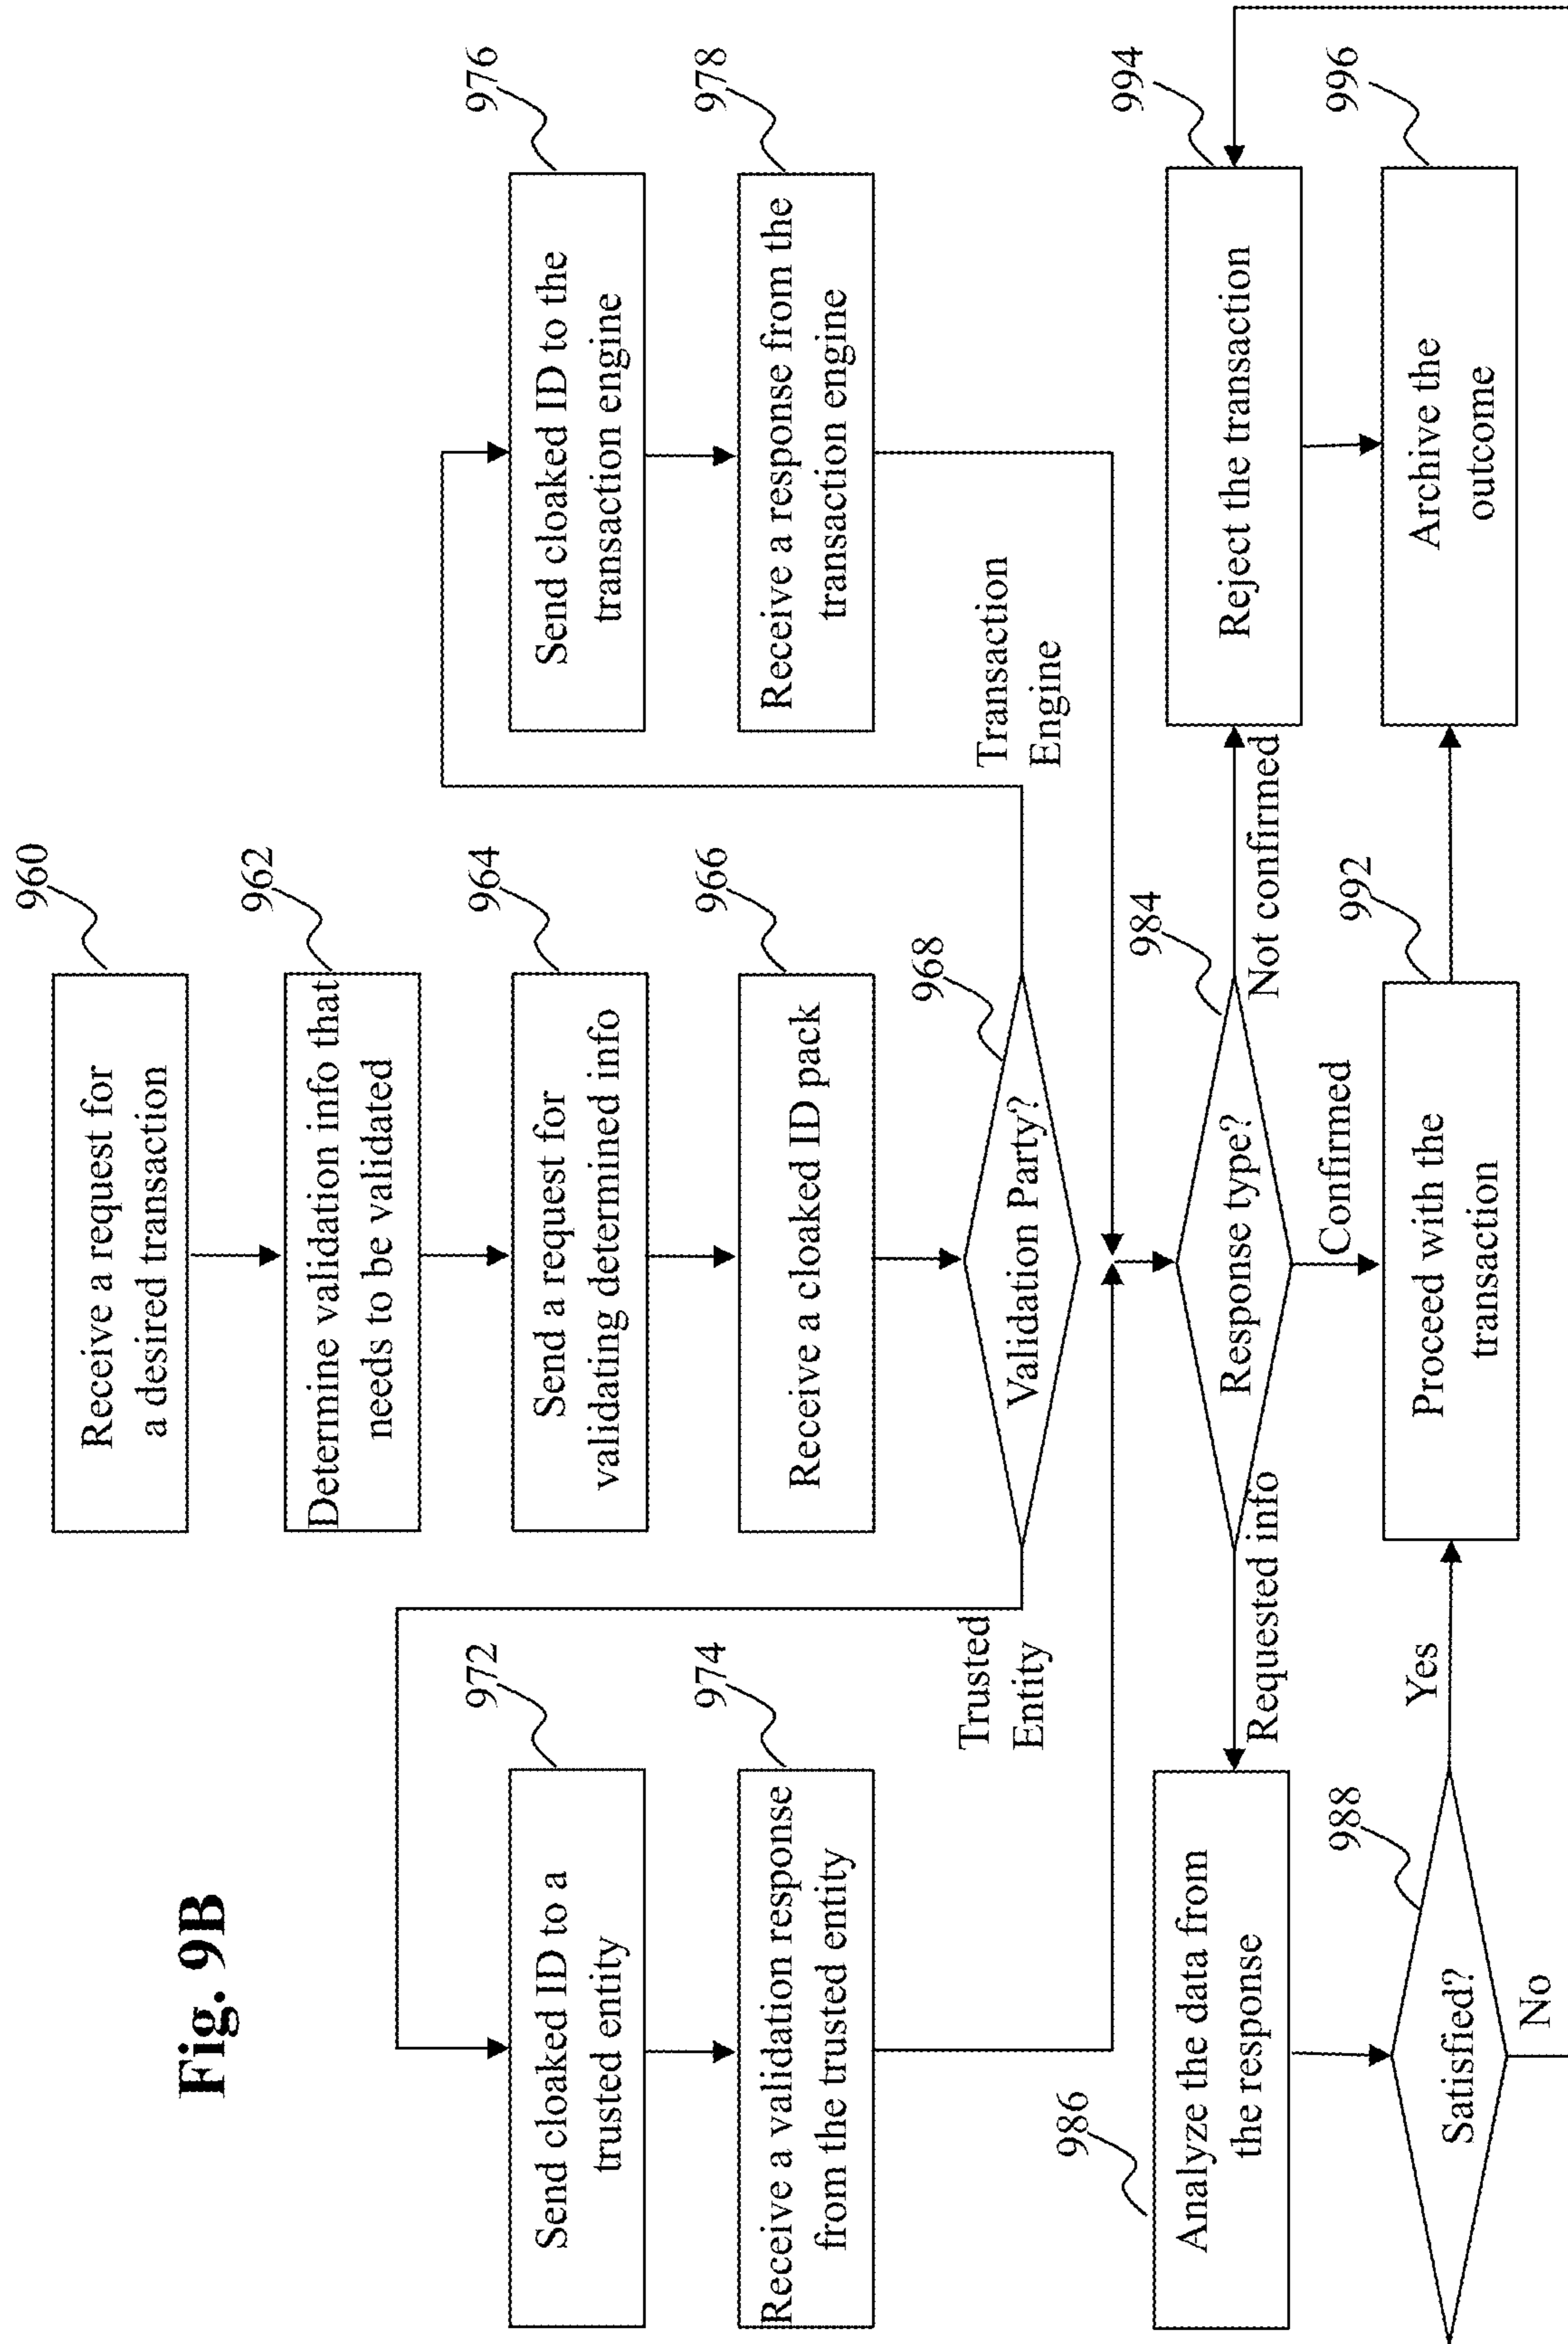 Fig. 9B
960
Receive a request for
a desired transaction
962
Determine validation info that
needs to be validated
964
Send a request for
validating determined info
966
Receive a cloaked ID pack
968
Validation Party?
Trusted
Entity
Transaction
Engine
972
Send cloaked ID to a
trusted entity
974
Receive a validation response
from the trusted entity
976
Send cloaked ID to the
transaction engine
978
Receive a response from the
transaction engine
984
Response type?
Requested info
Confirmed
Not confirmed
986
Analyze the data from
the response
988
Satisfied?
Yes
No
992
Proceed with the
transaction
994
Reject the transaction
996
Archive the
outcome